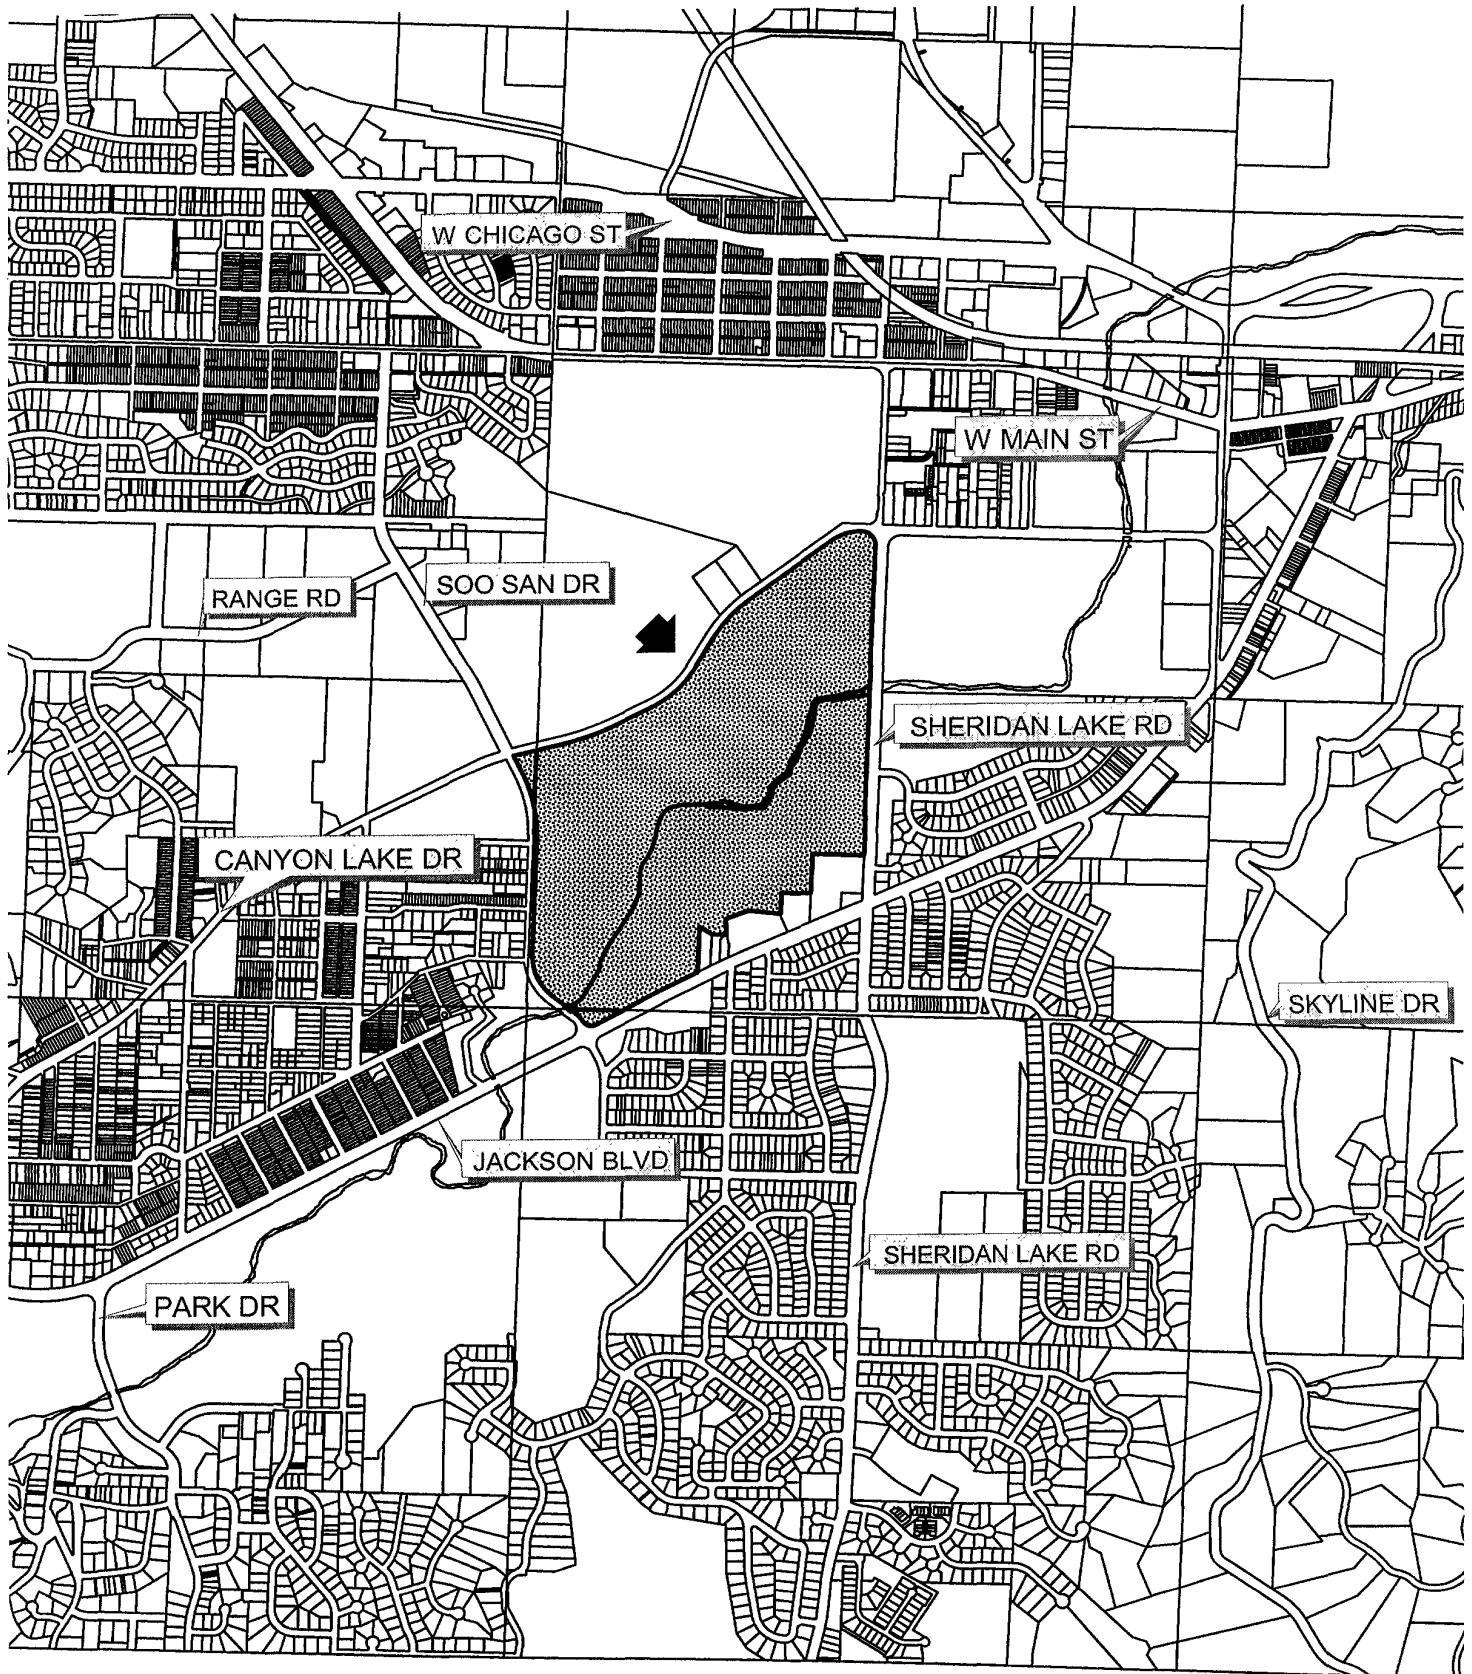 W CHICAGO ST
W MAIN ST
SOO SAN DR
RANGE RD
SHERIDAN LAKE RD
CANYON LAKE DR
SKYLINE DR
JACKSON BLVD
SHERIDAN LAKE RD
PARK DR